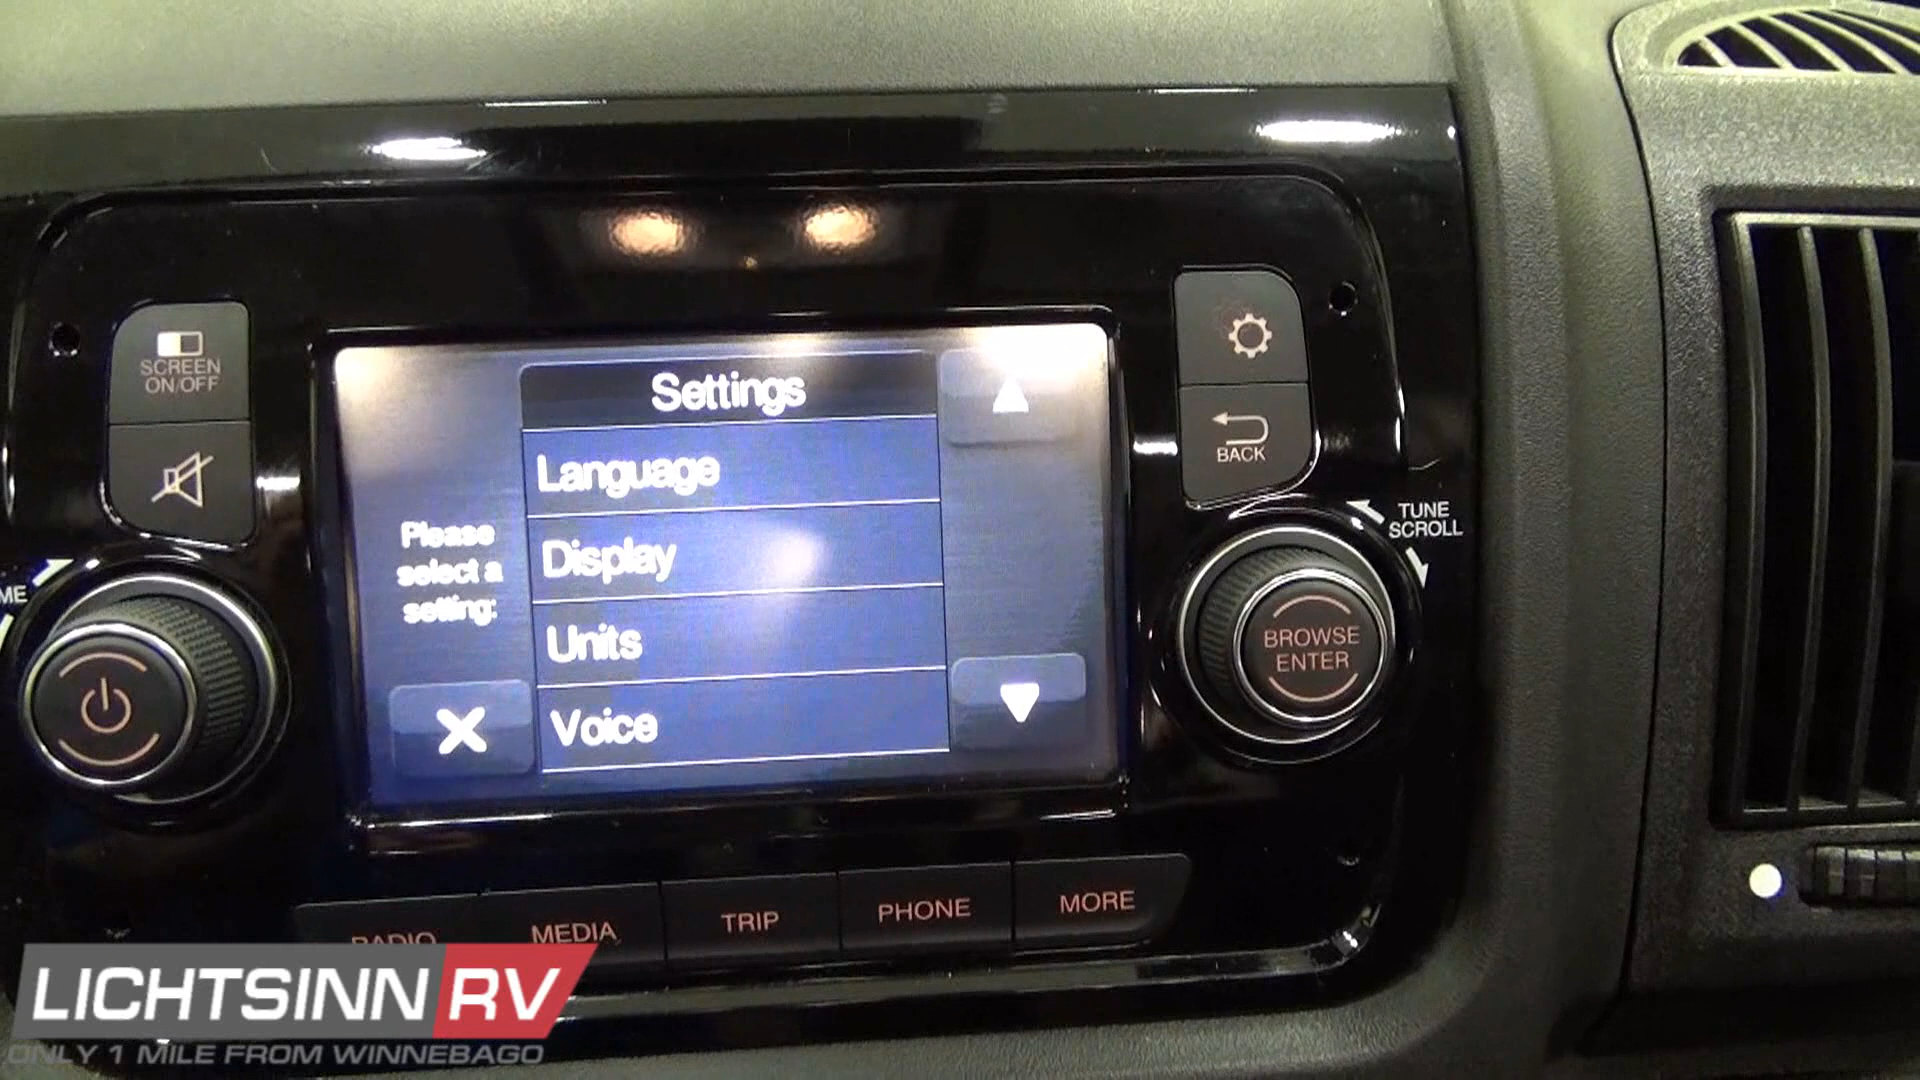 SCREEN
ON/OFF
Settings
Language
Display
Units
Voice
Please
select a
setting:
BACK
TUNE
SCROLL
BROWSE
ENTER
RADIO
MEDIA
TRIP
PHONE
MORE
LICHTSINN RV
ONLY 1 MILE FROM WINNEBAGO